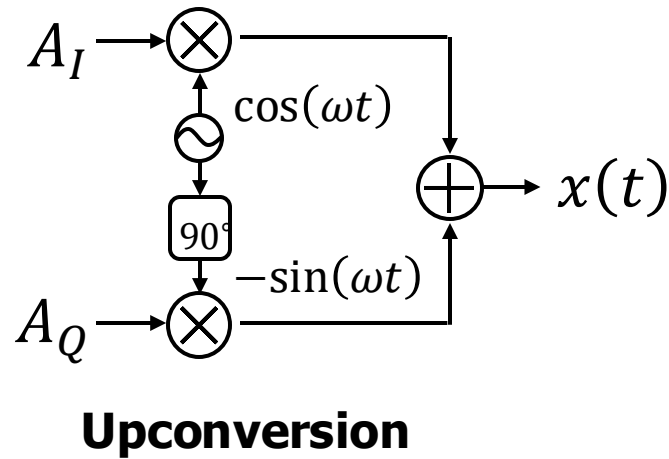 A_I
cos(ωt)
x(t)
90°
−sin(ωt)
A_Q
Upconversion